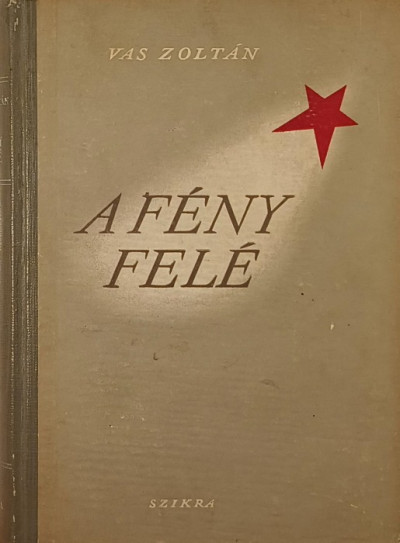 VAS ZOLTÁN
A FÉNY
FELÉ
SZIKRA